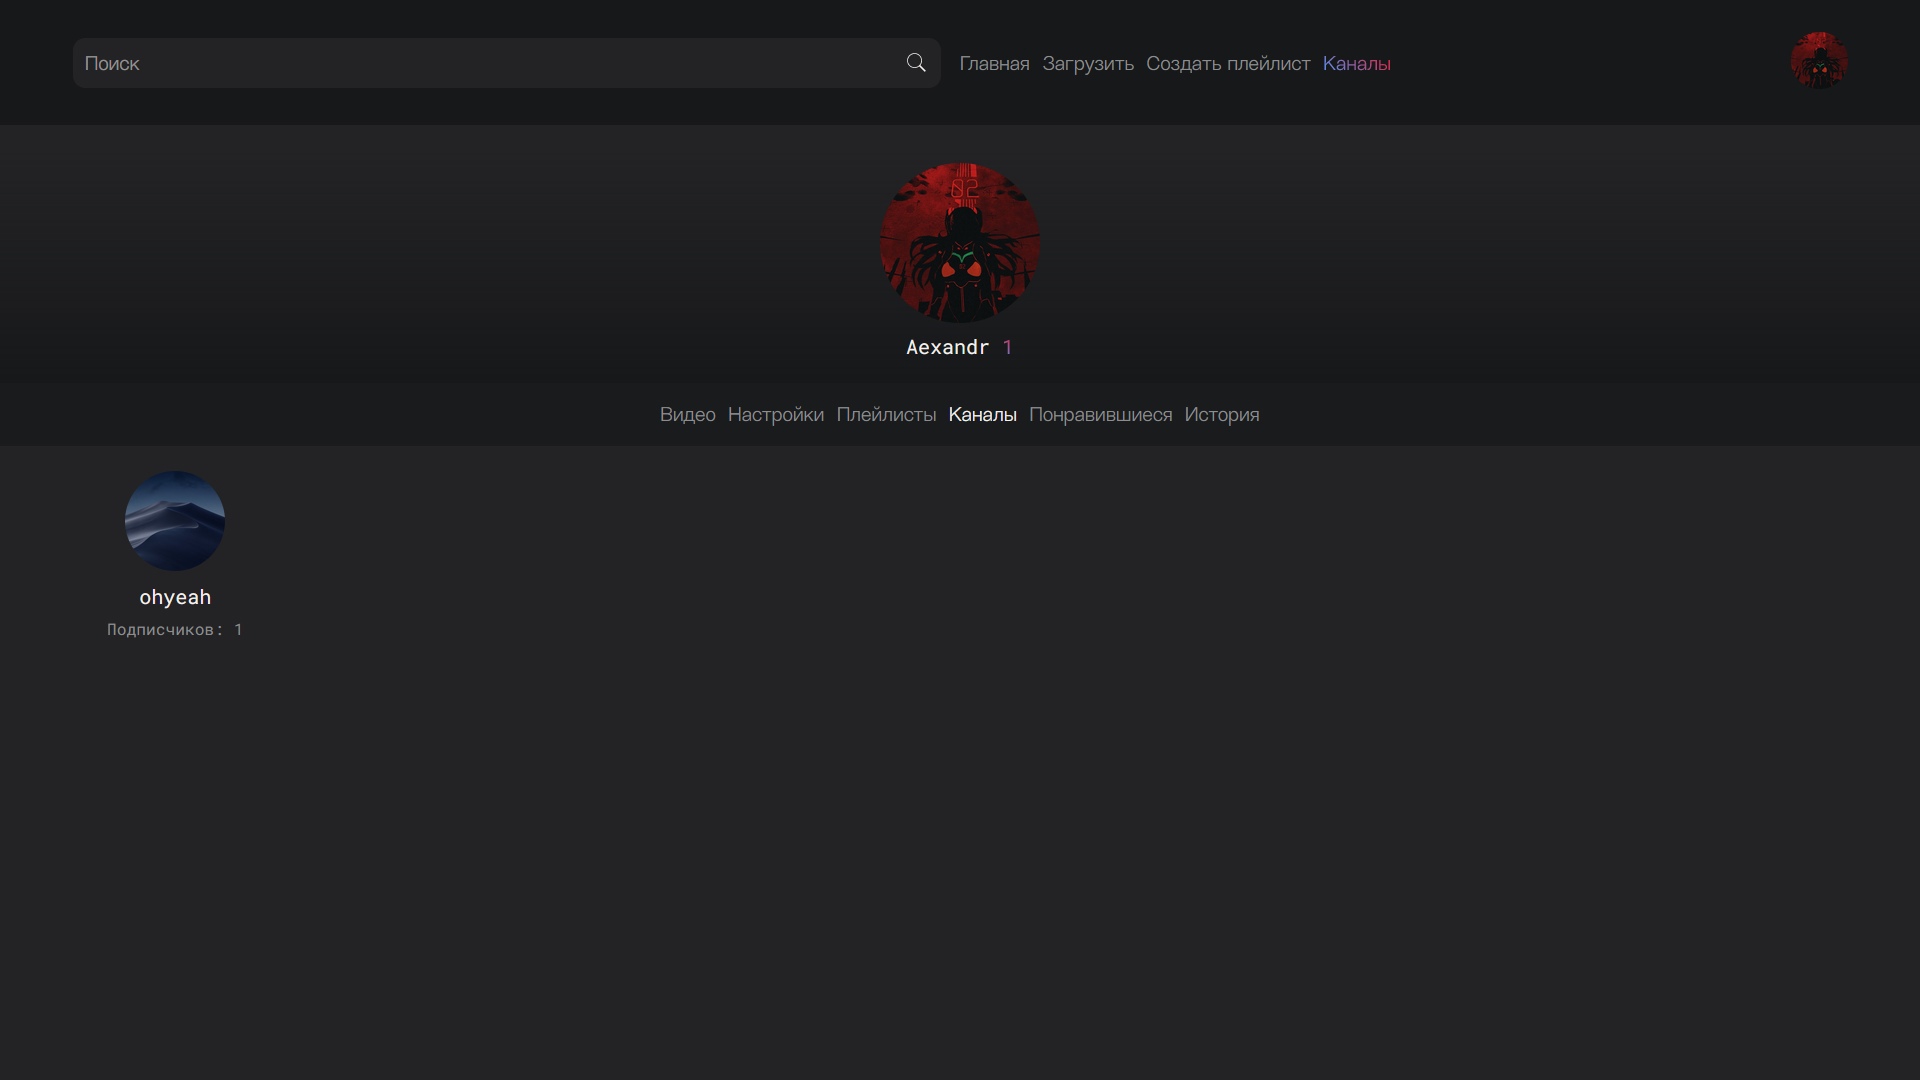 Поиск
Главная Загрузить Создать плейлист Каналы
02
Aexandr 1
Видео Настройки Плейлисты Каналы Понравившиеся История
ohyeah
Подписчиков: 1